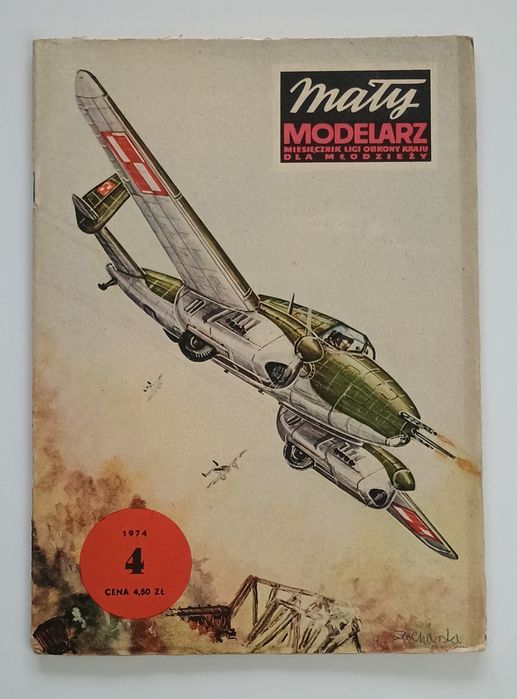 Mały
MODELARZ
MIESIĘCZNIK LIGI OBRONY KRAJU
DLA MŁODZIEŻY
1974
4
CENA 4,50 ZŁ